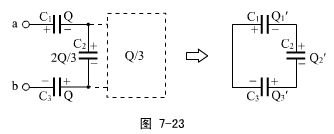 a C₁ + Q −
C₂ + −
2Q/3
Q/3
b − + C₃ Q
C₁ + − Q₁′
C₂ + − Q₂′
− + C₃ Q₃′
图 7-23